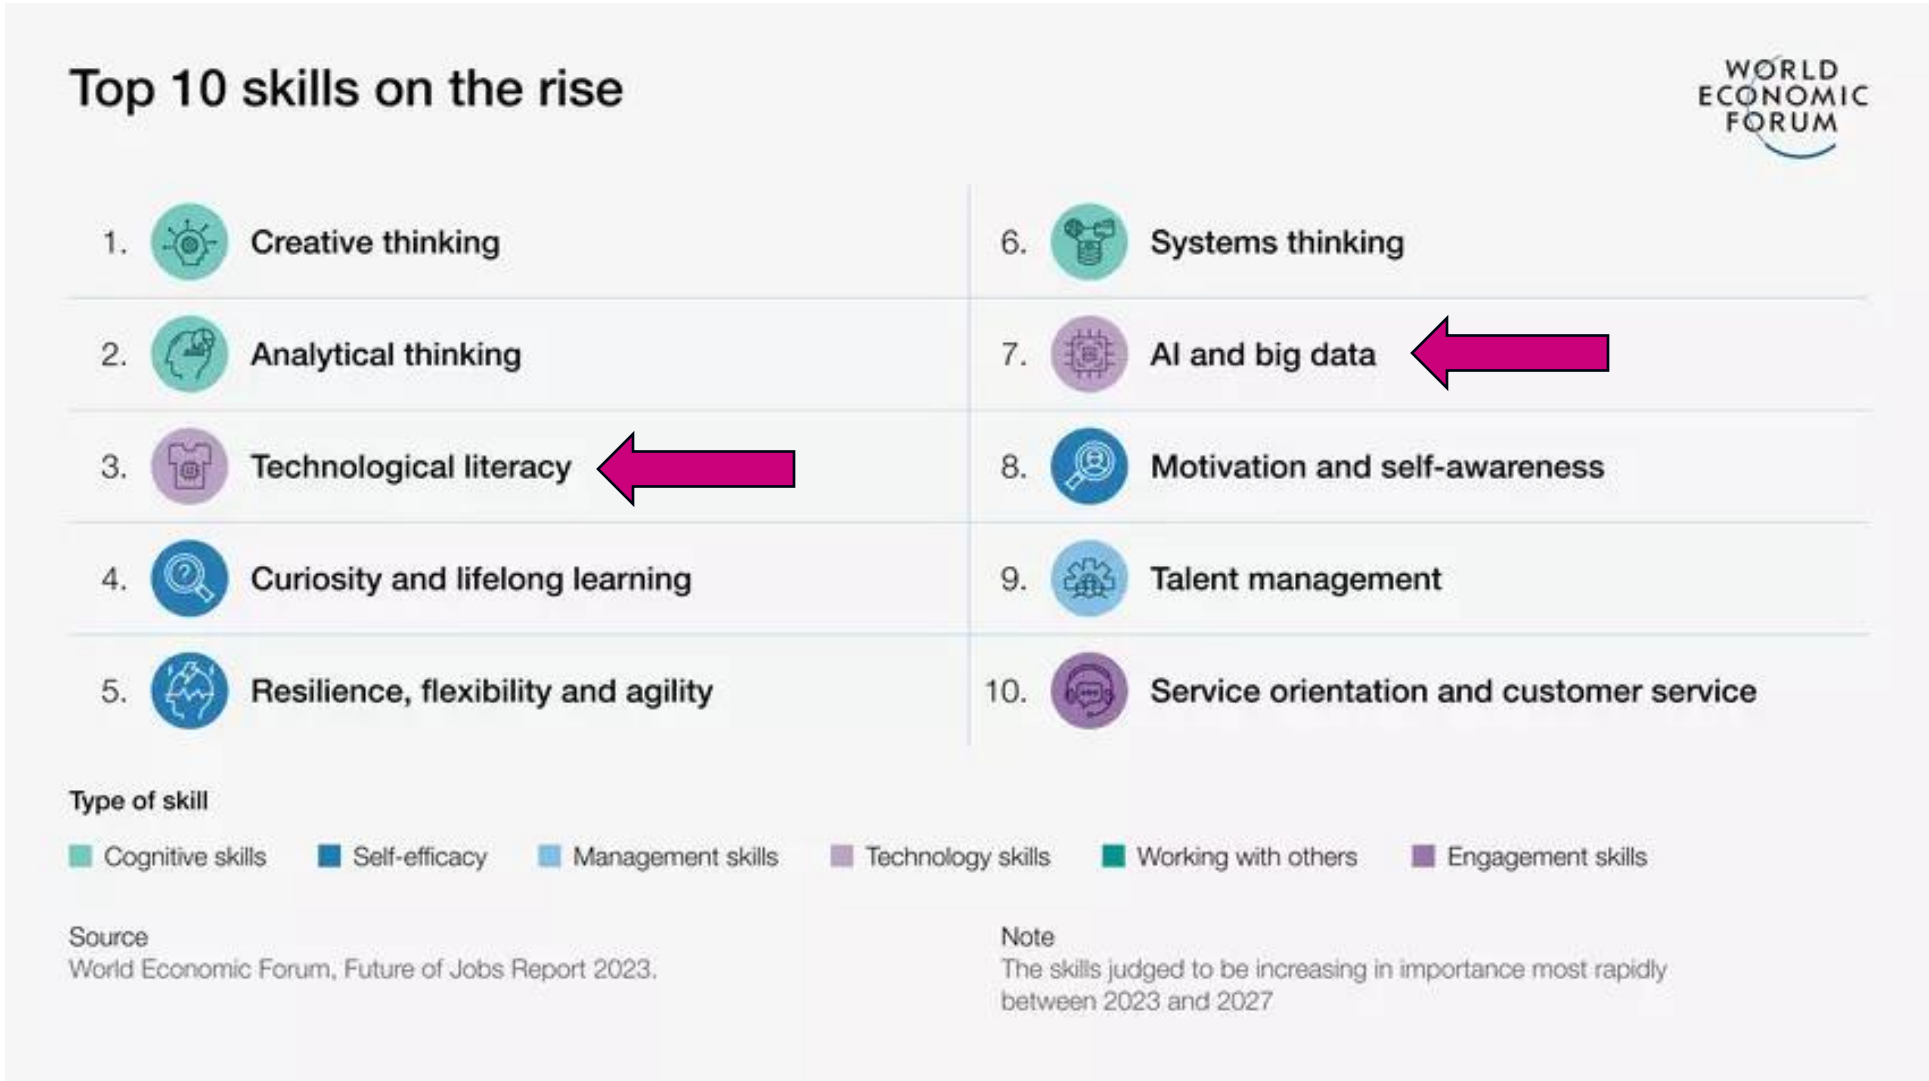 Top 10 skills on the rise
WORLD
ECONOMIC
FORUM
1. Creative thinking
2. Analytical thinking
3. Technological literacy
4. Curiosity and lifelong learning
5. Resilience, flexibility and agility
6. Systems thinking
7. AI and big data
8. Motivation and self-awareness
9. Talent management
10. Service orientation and customer service
Type of skill
Cognitive skills Self-efficacy Management skills Technology skills Working with others Engagement skills
Source
World Economic Forum, Future of Jobs Report 2023.
Note
The skills judged to be increasing in importance most rapidly
between 2023 and 2027